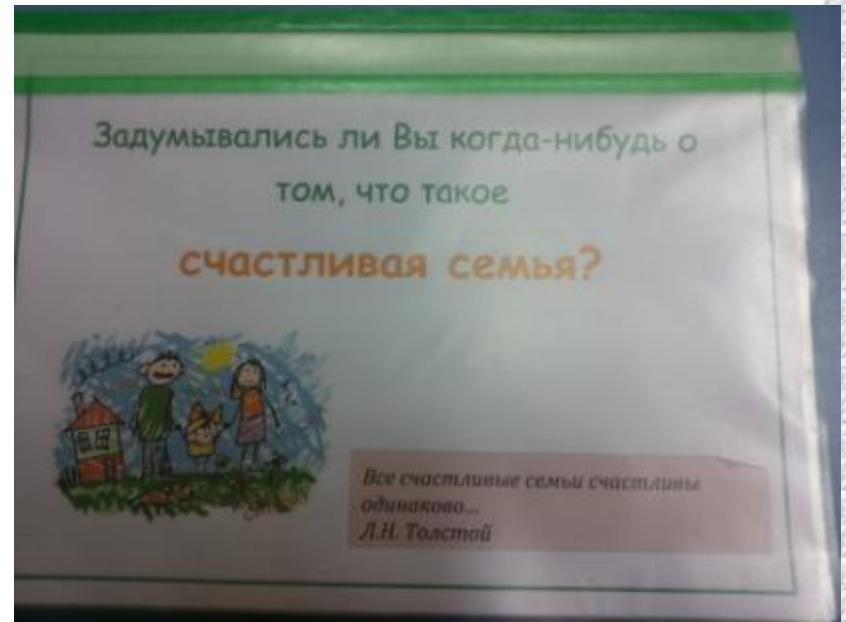 Задумывались ли Вы когда-нибудь о
том, что такое
счастливая семья?
Все счастливые семьи счастливы
одинаково...
Л.Н. Толстой